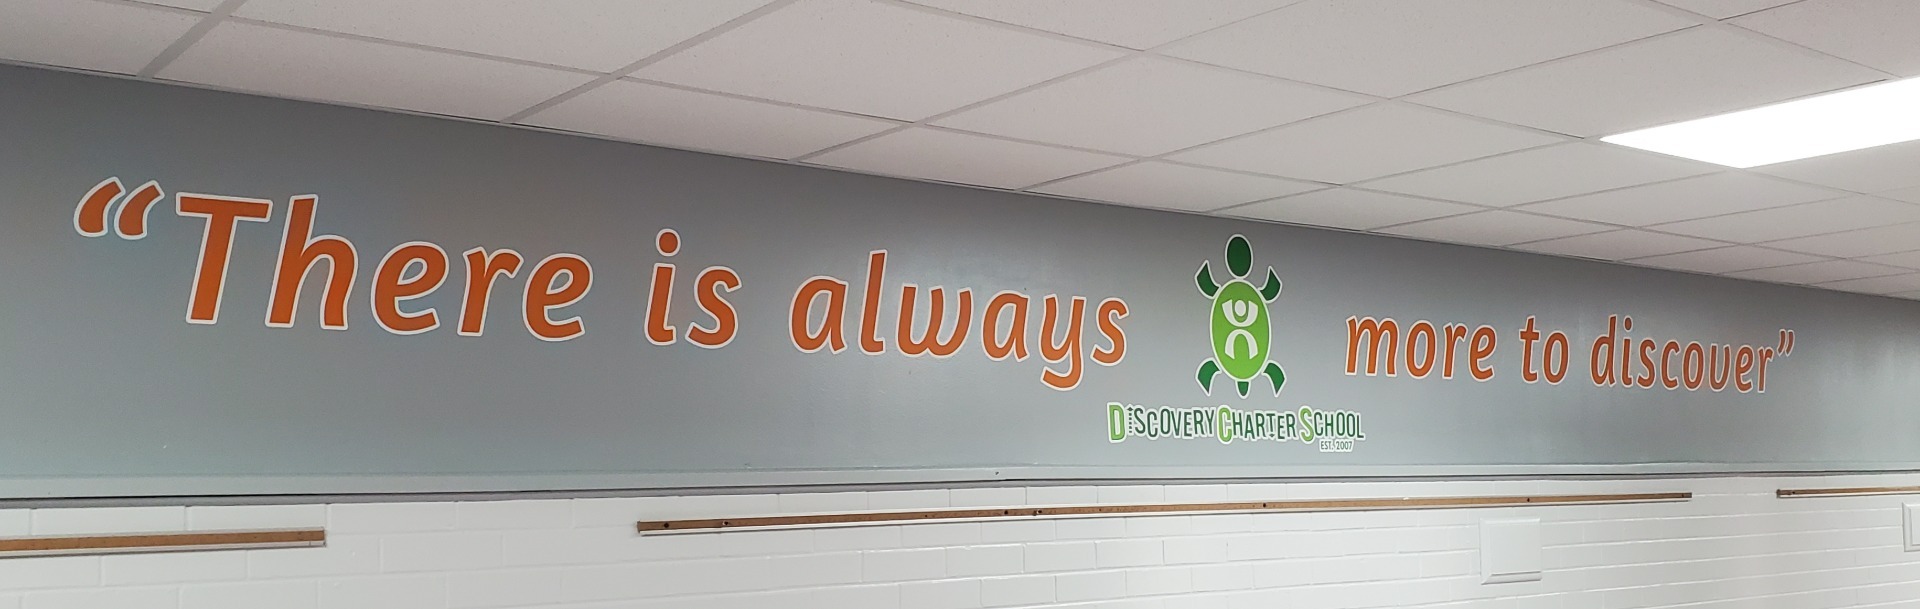 “There is always more to discover”
DISCOVERY CHARTER SCHOOL
EST. 2007